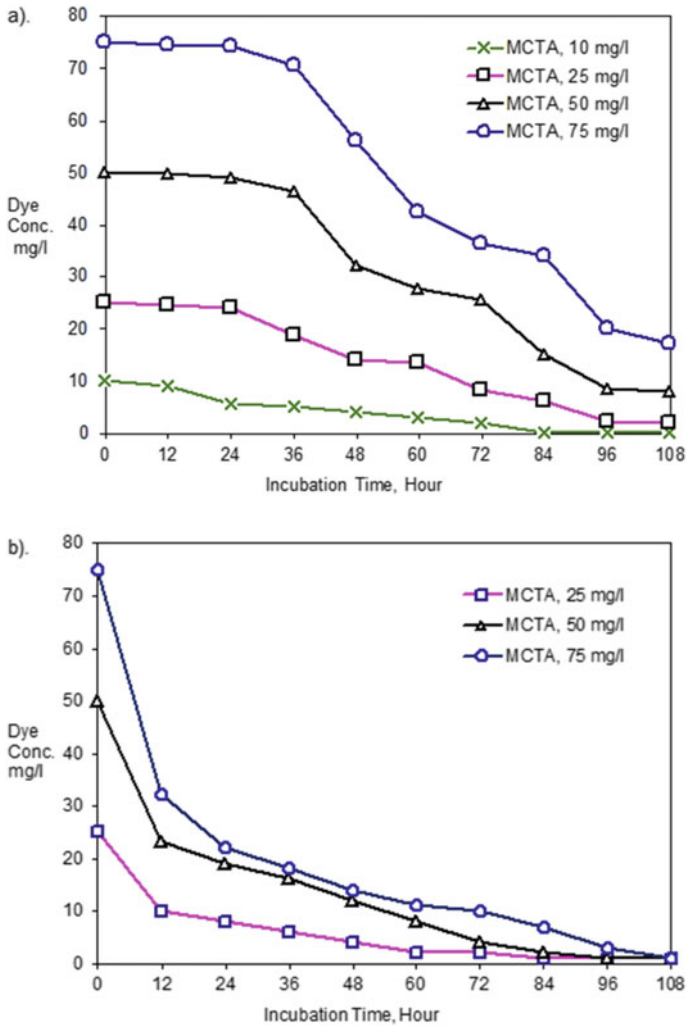 a).
80
70
60
50
40
30
20
10
0
Dye
Conc.
mg/l
MCTA, 10 mg/l
MCTA, 25 mg/l
MCTA, 50 mg/l
MCTA, 75 mg/l
0 12 24 36 48 60 72 84 96 108
Incubation Time, Hour
b).
80
70
60
50
40
30
20
10
0
Dye
Conc.
mg/l
MCTA, 25 mg/l
MCTA, 50 mg/l
MCTA, 75 mg/l
0 12 24 36 48 60 72 84 96 108
Incubation Time, Hour